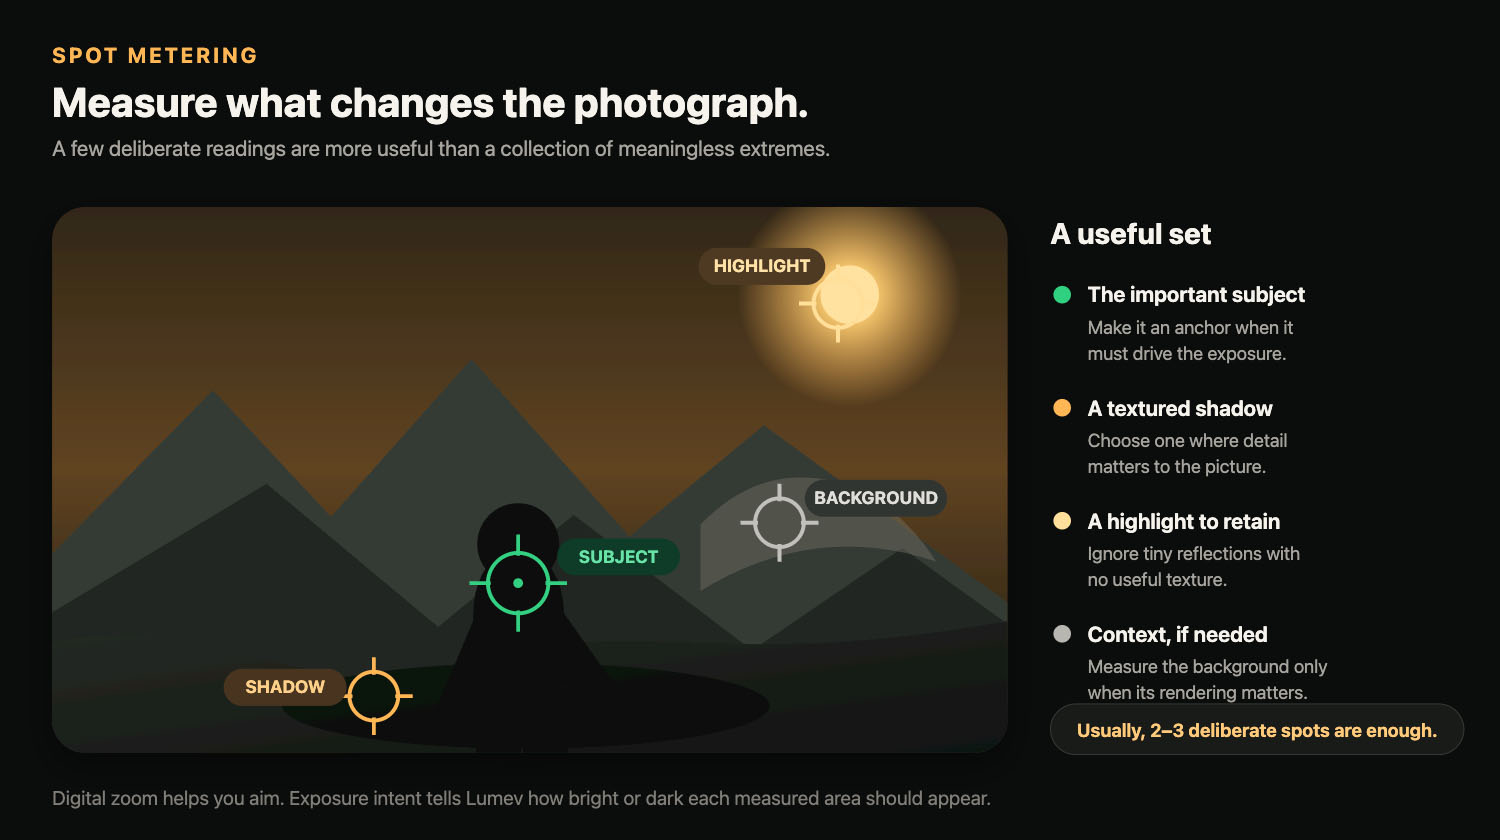 SPOT METERING
Measure what changes the photograph.
A few deliberate readings are more useful than a collection of meaningless extremes.
HIGHLIGHT
BACKGROUND
SUBJECT
SHADOW
A useful set
The important subject
Make it an anchor when it
must drive the exposure.
A textured shadow
Choose one where detail
matters to the picture.
A highlight to retain
Ignore tiny reflections with
no useful texture.
Context, if needed
Measure the background only
when its rendering matters.
Usually, 2–3 deliberate spots are enough.
Digital zoom helps you aim. Exposure intent tells Lumev how bright or dark each measured area should appear.